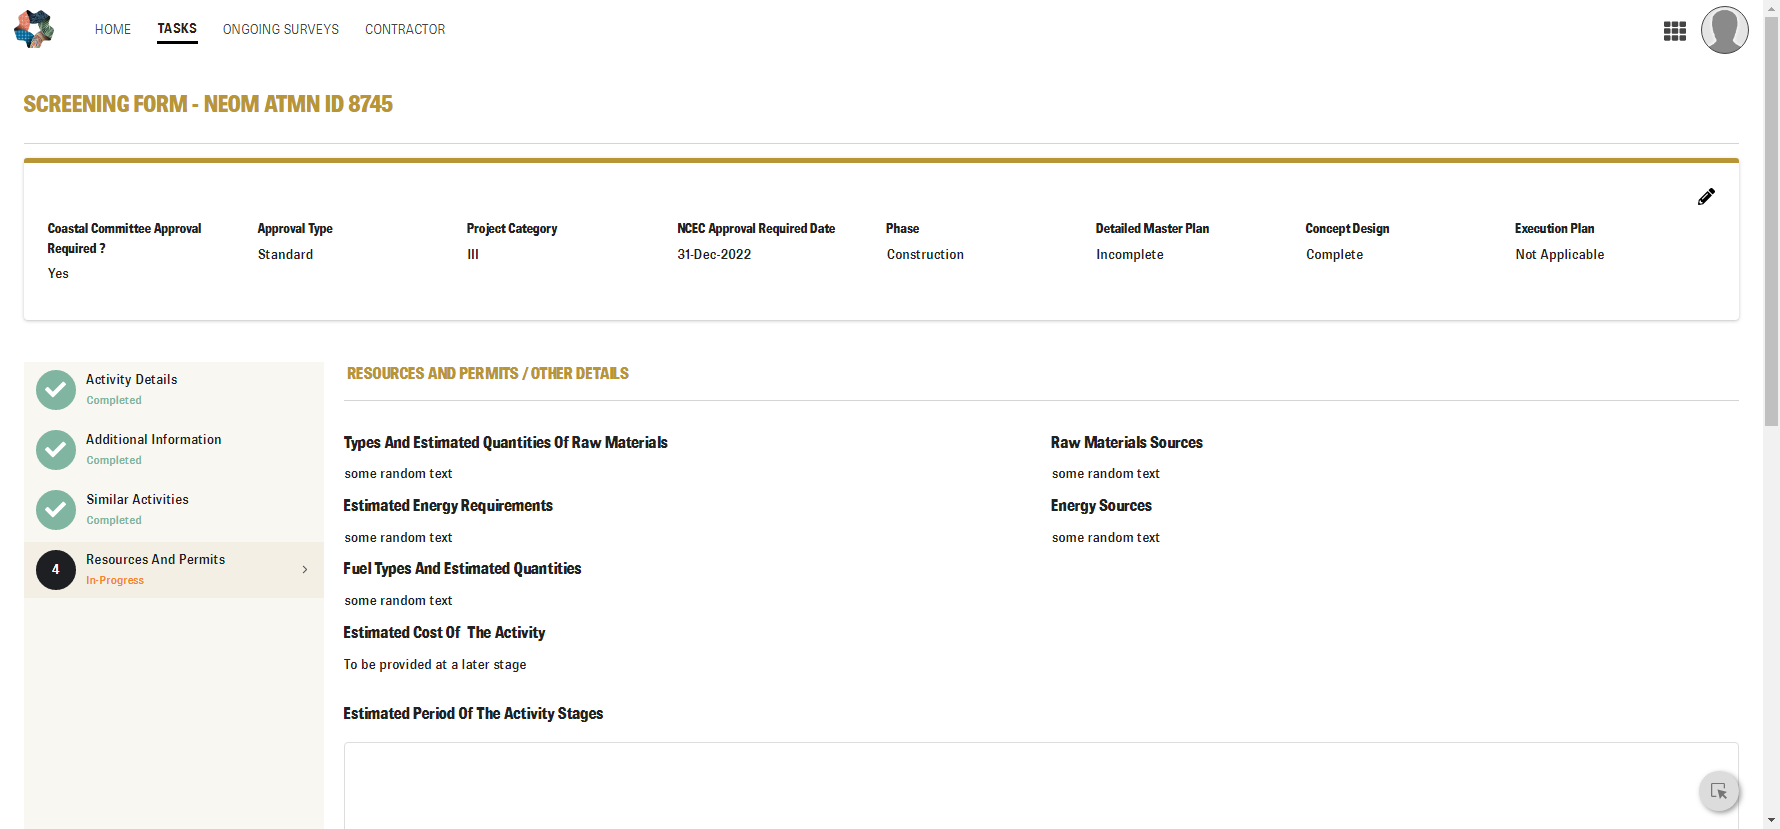 HOME TASKS ONGOING SURVEYS CONTRACTOR
SCREENING FORM - NEOM ATMN ID 8745
Coastal Committee Approval
Required ?
Yes
Approval Type
Standard
Project Category
III
NCEC Approval Required Date
31-Dec-2022
Phase
Construction
Detailed Master Plan
Incomplete
Concept Design
Complete
Execution Plan
Not Applicable
Activity Details
Completed
Additional Information
Completed
Similar Activities
Completed
4
Resources And Permits
In-Progress
RESOURCES AND PERMITS / OTHER DETAILS
Types And Estimated Quantities Of Raw Materials
some random text
Raw Materials Sources
some random text
Estimated Energy Requirements
some random text
Energy Sources
some random text
Fuel Types And Estimated Quantities
some random text
Estimated Cost Of The Activity
To be provided at a later stage
Estimated Period Of The Activity Stages